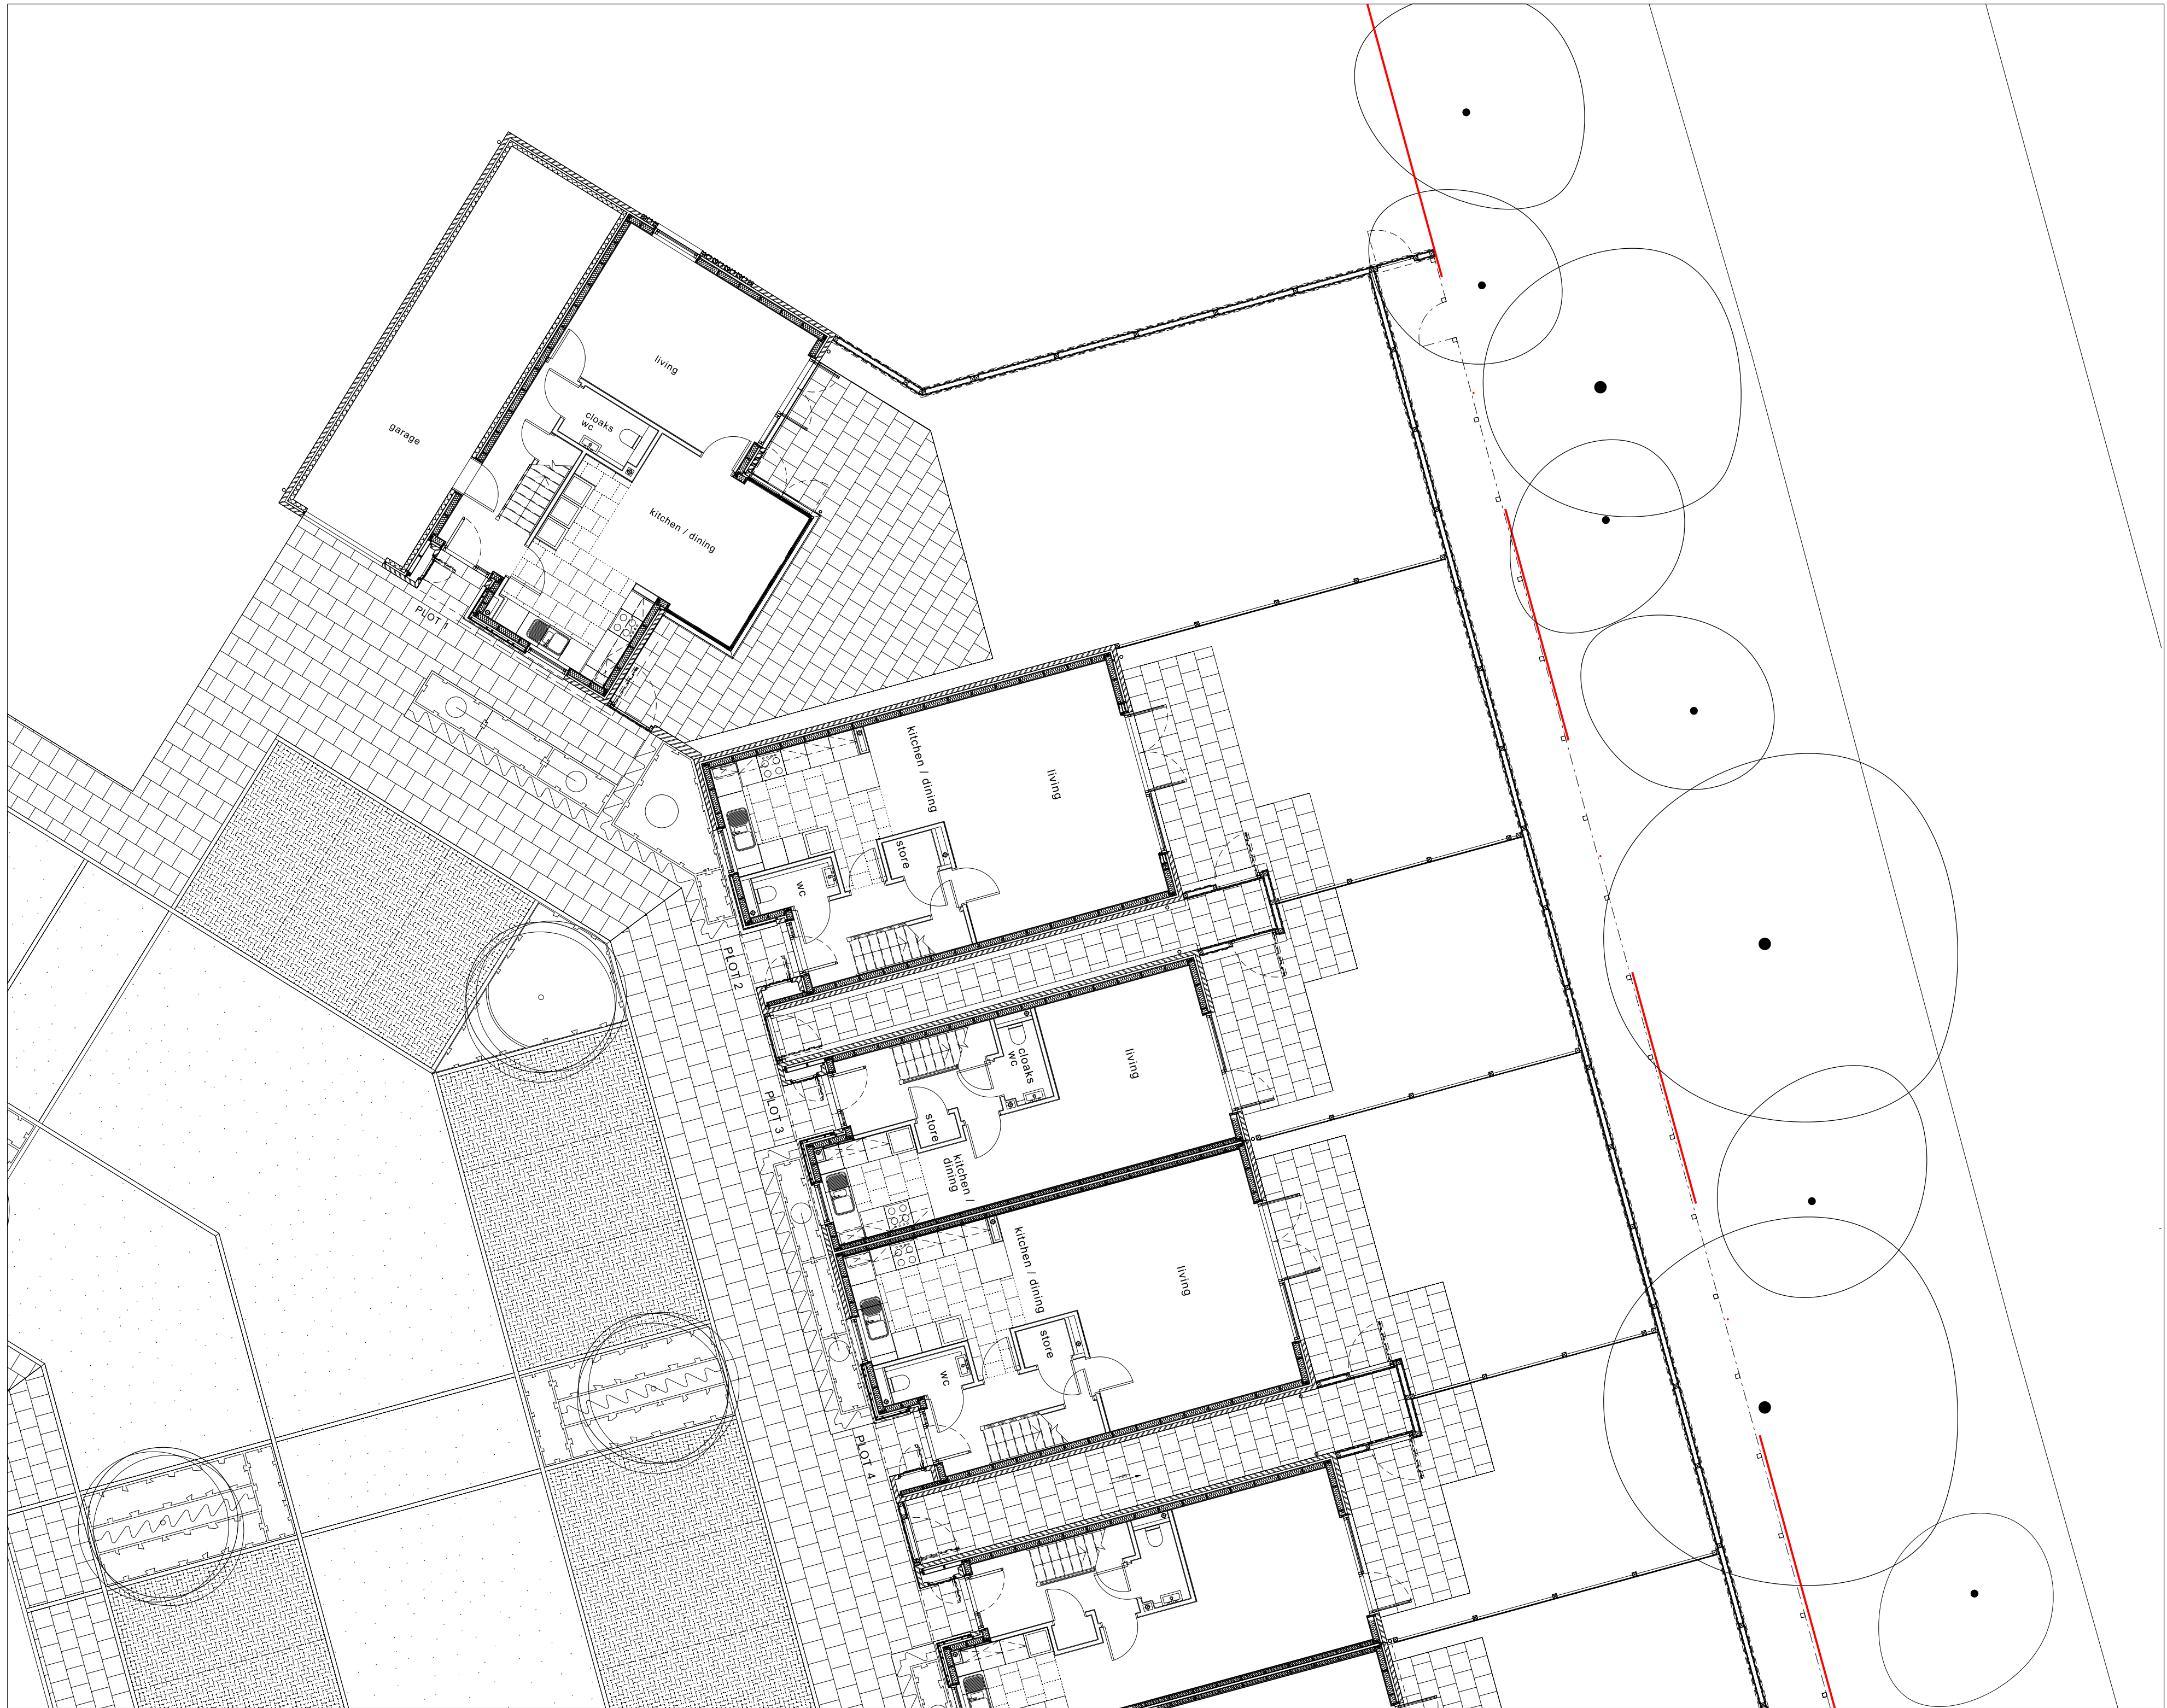 living
cloaks
wc
garage
kitchen / dining
PLOT 1
kitchen / dining
living
store
wc
PLOT 2
living
cloaks
wc
PLOT 3
store
kitchen /
dining
kitchen / dining
living
store
wc
PLOT 4